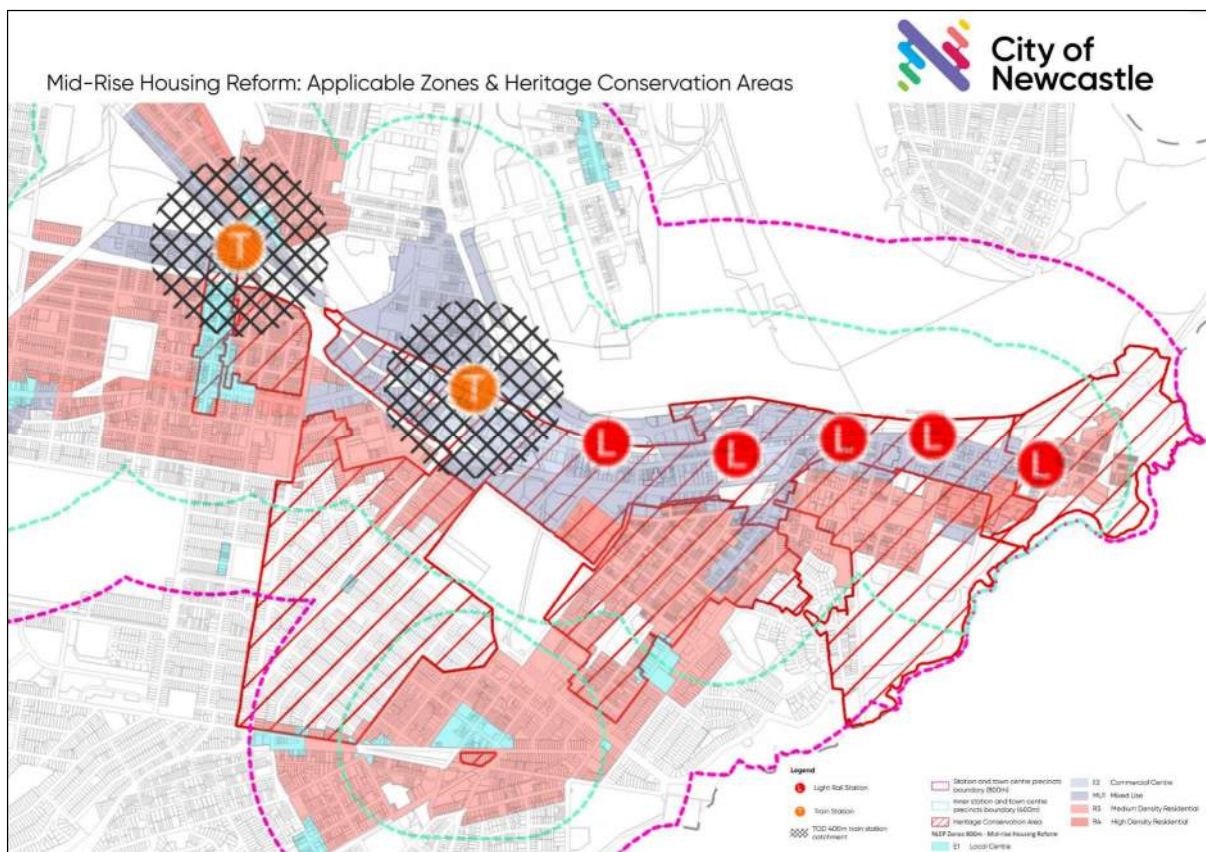 City of
Newcastle
Mid-Rise Housing Reform: Applicable Zones & Heritage Conservation Areas
T
T
L
L
L
L
L
Legend
L Light Rail Station
T Train Station
TOD 400m train station
catchment
Station and town centre precincts
boundary (800m)
Inner station and town centre
precincts boundary (400m)
Heritage Conservation Area
NLEP Zones 800m - Mid-rise Housing Reform
E1 Local Centre
E2 Commercial Centre
MU1 Mixed Use
R3 Medium Density Residential
R4 High Density Residential